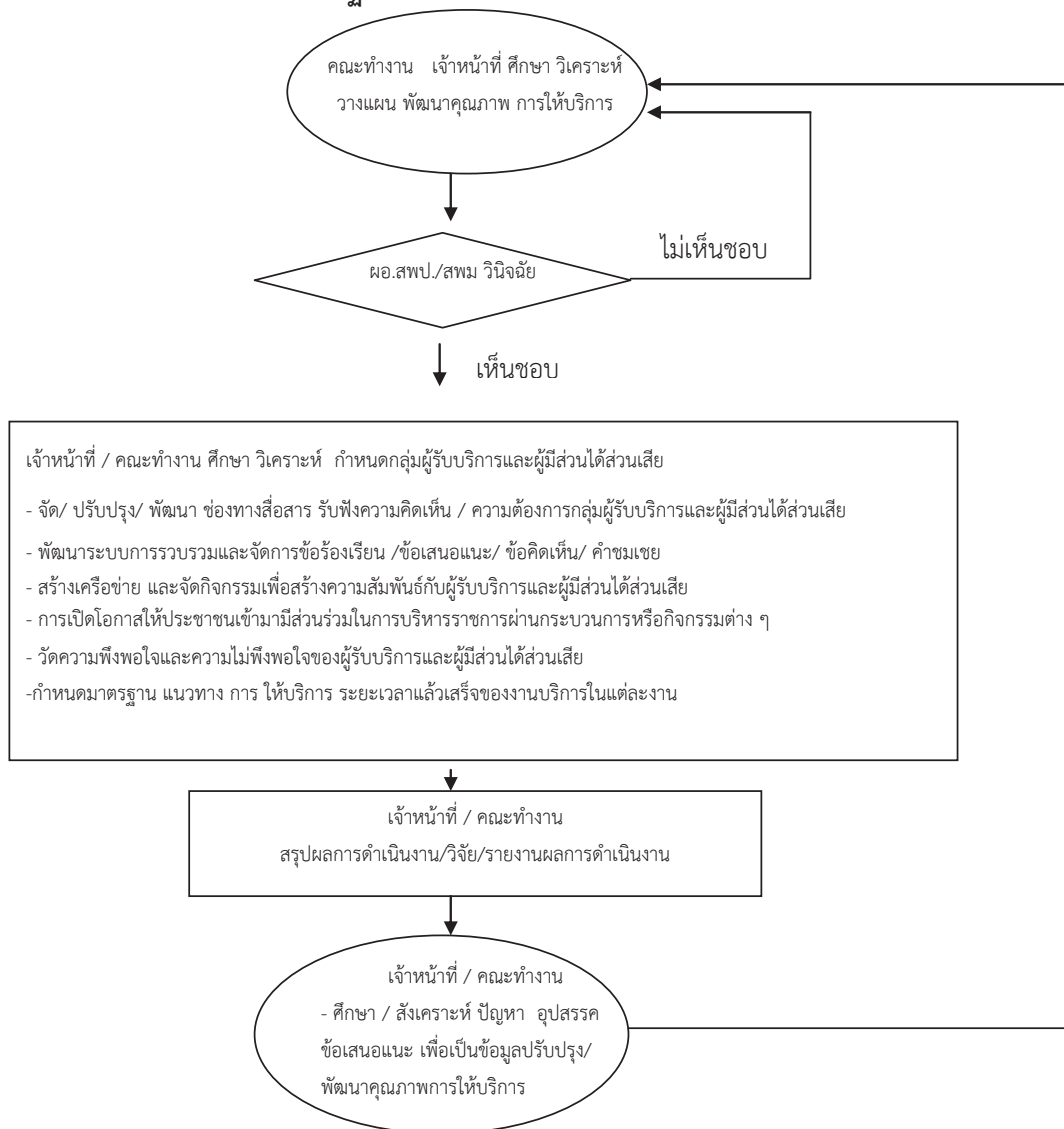 คณะทำงาน เจ้าหน้าที่ ศึกษา วิเคราะห์
วางแผน พัฒนาคุณภาพ การให้บริการ
ผอ.สพป./สพม วินิจฉัย
ไม่เห็นชอบ
เห็นชอบ
เจ้าหน้าที่ / คณะทำงาน ศึกษา วิเคราะห์ กำหนดกลุ่มผู้รับบริการและผู้มีส่วนได้ส่วนเสีย
- จัด/ ปรับปรุง/ พัฒนา ช่องทางสื่อสาร รับฟังความคิดเห็น / ความต้องการกลุ่มผู้รับบริการและผู้มีส่วนได้ส่วนเสีย
- พัฒนาระบบการรวบรวมและจัดการข้อร้องเรียน /ข้อเสนอแนะ/ ข้อคิดเห็น/ คำชมเชย
- สร้างเครือข่าย และจัดกิจกรรมเพื่อสร้างความสัมพันธ์กับผู้รับบริการและผู้มีส่วนได้ส่วนเสีย
- การเปิดโอกาสให้ประชาชนเข้ามามีส่วนร่วมในการบริหารราชการผ่านกระบวนการหรือกิจกรรมต่าง ๆ
- วัดความพึงพอใจและความไม่พึงพอใจของผู้รับบริการและผู้มีส่วนได้ส่วนเสีย
-กำหนดมาตรฐาน แนวทาง การ ให้บริการ ระยะเวลาแล้วเสร็จของงานบริการในแต่ละงาน
เจ้าหน้าที่ / คณะทำงาน
สรุปผลการดำเนินงาน/วิจัย/รายงานผลการดำเนินงาน
เจ้าหน้าที่ / คณะทำงาน
- ศึกษา / สังเคราะห์ ปัญหา อุปสรรค
ข้อเสนอแนะ เพื่อเป็นข้อมูลปรับปรุง/
พัฒนาคุณภาพการให้บริการ